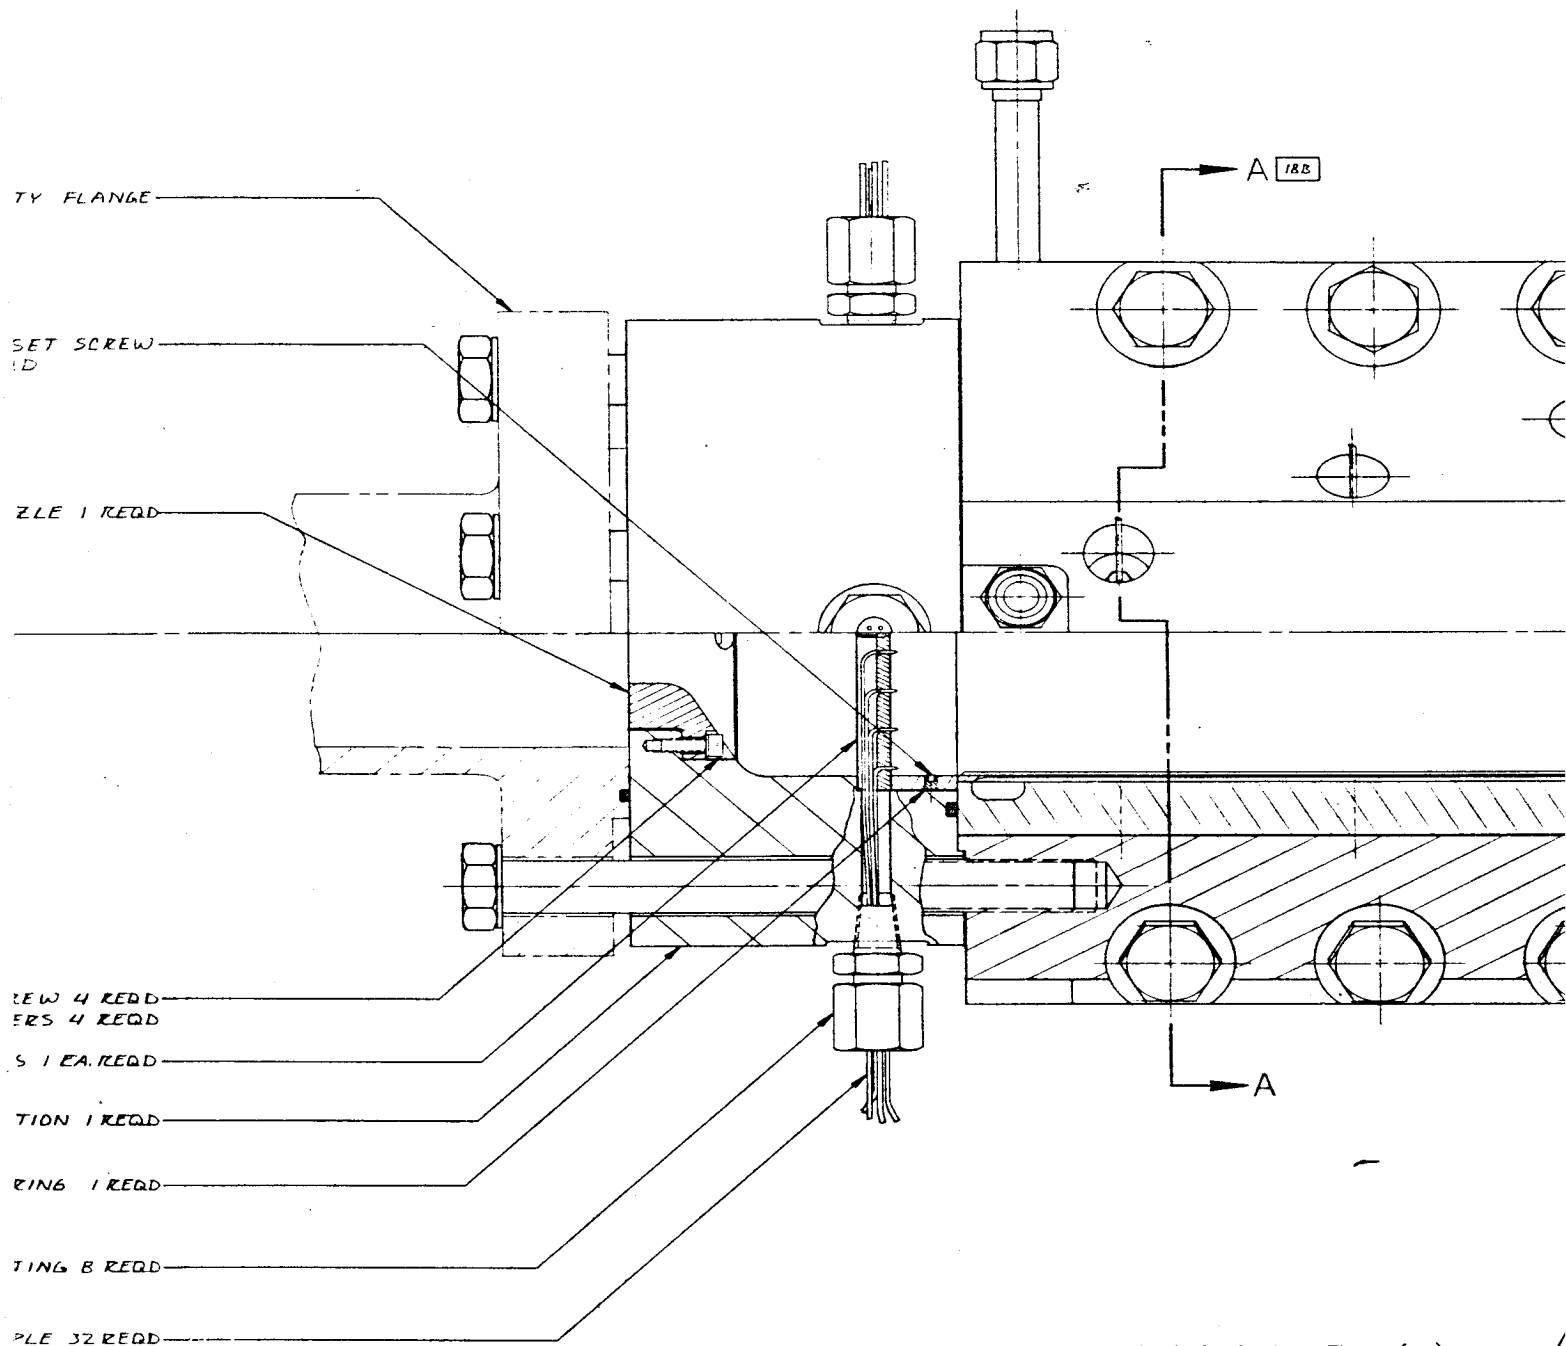 TY FLANGE
A 18B
SET SCREW
D
ZLE 1 REQD
EW 4 REQD
ERS 4 REQD
S 1 EA. REQD
TION 1 REQD
A
RING 1 REQD
TING 8 REQD
PLE 32 REQD